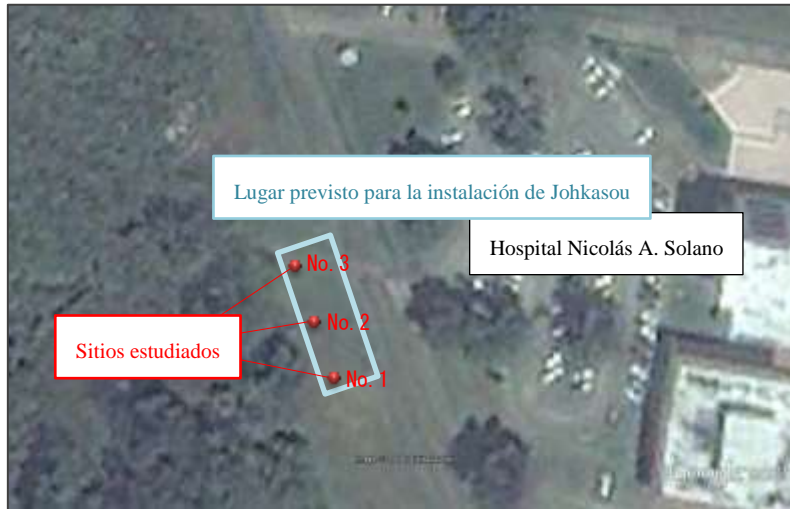 Lugar previsto para la instalación de Johkasou
Hospital Nicolás A. Solano
No. 3
No. 2
Sitios estudiados
No. 1